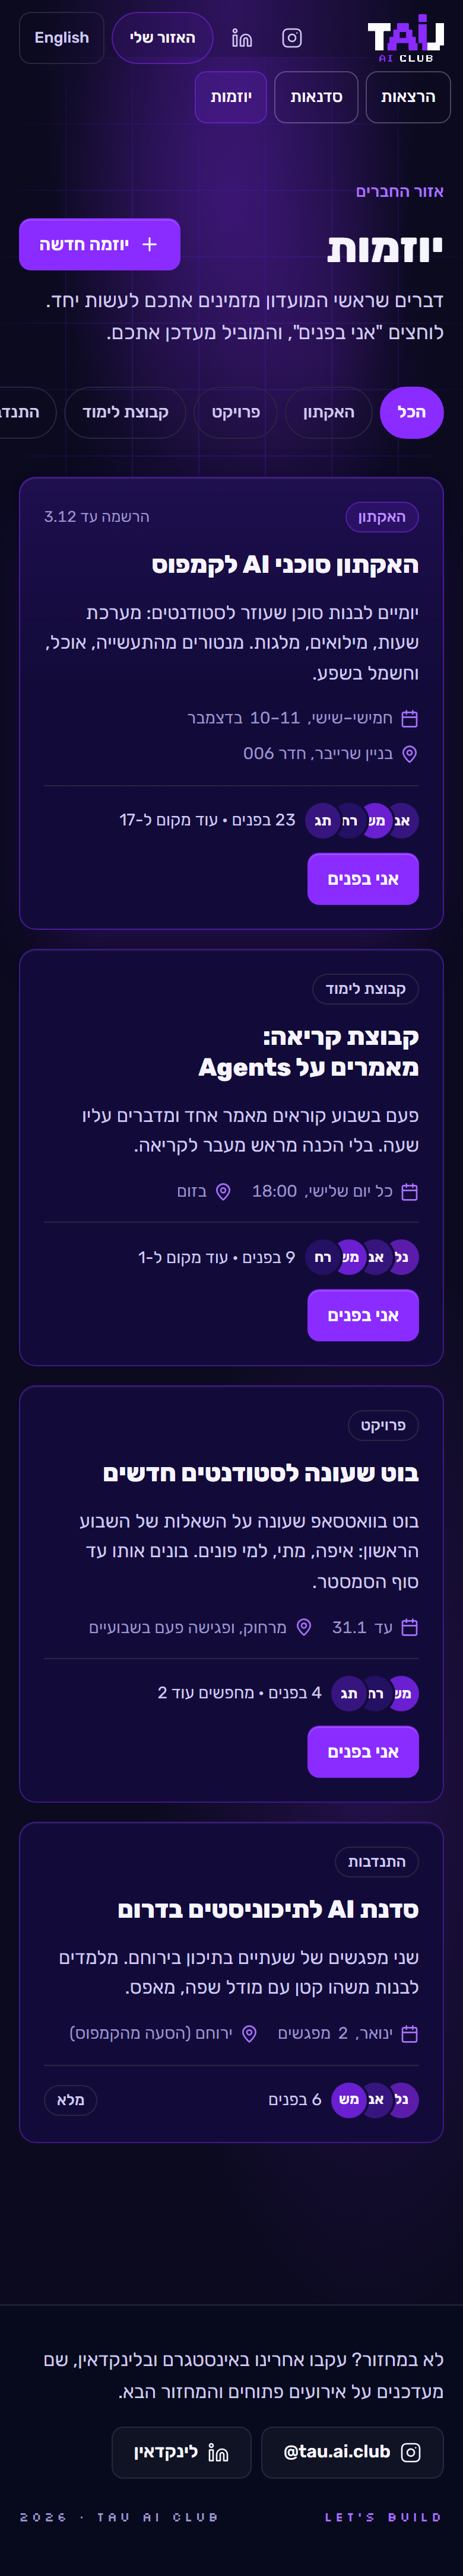 TAU
AI CLUB
האזור שלי
English
הרצאות
סדנאות
יוזמות
אזור החברים
יוזמות
+ יוזמה חדשה
דברים שראשי המועדון מזמינים אתכם לעשות יחד.
לוחצים "אני בפנים", והמוביל מעדכן אתכם.
הכל
האקתון
פרויקט
קבוצת לימוד
האקתון
הרשמה עד 3.12
האקתון סוכני AI לקמפוס
יומיים לבנות סוכן שעוזר לסטודנטים: מערכת
שעות, מילואים, מלגות. מנטורים מהתעשייה, אוכל,
וחשמל בשפע.
חמישי-שישי, 10–11 בדצמבר
בניין שרייבר, חדר 006
אנ מש רח תג 23 בפנים • עוד מקום ל-17
אני בפנים
קבוצת לימוד
קבוצת קריאה:
מאמרים על Agents
פעם בשבוע קוראים מאמר אחד ומדברים עליו
שעה. בלי הכנה מראש מעבר לקריאה.
כל יום שלישי, 18:00
בזום
נל אב מש רח 9 בפנים • עוד מקום ל-1
אני בפנים
פרויקט
בוט שעונה לסטודנטים חדשים
בוט בוואטסאפ שעונה על השאלות של השבוע
הראשון: איפה, מתי, למי פונים. בונים אותו עד
סוף הסמסטר.
עד 31.1
מרחוק, ופגישה פעם בשבועיים
מש רח תג 4 בפנים • מחפשים עוד 2
אני בפנים
התנדבות
סדנת AI לתיכוניסטים בדרום
שני מפגשים של שעתיים בתיכון בירוחם. מלמדים
לבנות משהו קטן עם מודל שפה, מאפס.
ינואר, 2 מפגשים
ירוחם (הסעה מהקמפוס)
נל אב מש 6 בפנים
מלא
לא במחזור? עקבו אחרינו באינסטגרם ובלינקדאין, שם
מעדכנים על אירועים פתוחים והמחזור הבא.
@tau.ai.club
לינקדאין
LET'S BUILD
2026 · TAU AI CLUB